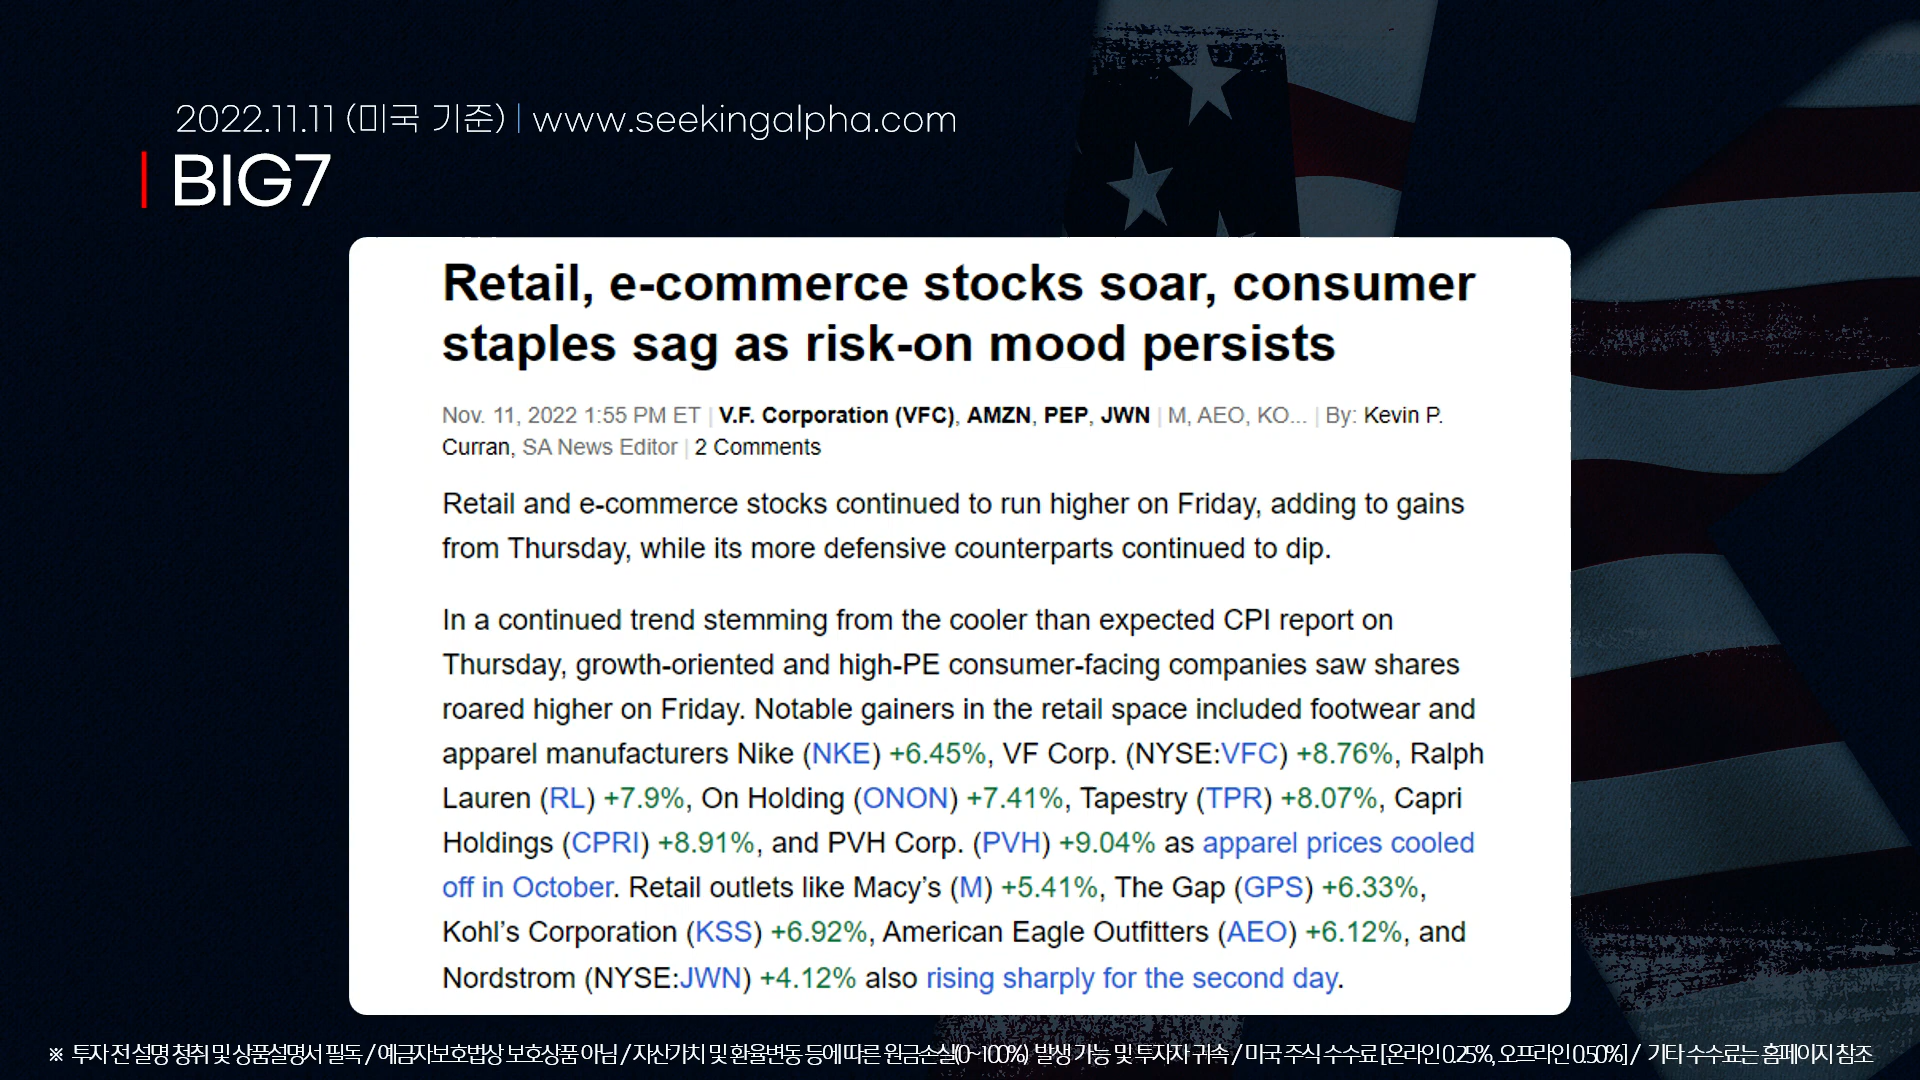 2022.11.11 (미국 기준) | www.seekingalpha.com
BIG7
Retail, e-commerce stocks soar, consumer
staples sag as risk-on mood persists
Nov. 11, 2022 1:55 PM ET | V.F. Corporation (VFC), AMZN, PEP, JWN | M, AEO, KO... | By: Kevin P.
Curran, SA News Editor | 2 Comments
Retail and e-commerce stocks continued to run higher on Friday, adding to gains
from Thursday, while its more defensive counterparts continued to dip.
In a continued trend stemming from the cooler than expected CPI report on
Thursday, growth-oriented and high-PE consumer-facing companies saw shares
roared higher on Friday. Notable gainers in the retail space included footwear and
apparel manufacturers Nike (NKE) +6.45%, VF Corp. (NYSE:VFC) +8.76%, Ralph
Lauren (RL) +7.9%, On Holding (ONON) +7.41%, Tapestry (TPR) +8.07%, Capri
Holdings (CPRI) +8.91%, and PVH Corp. (PVH) +9.04% as apparel prices cooled
off in October. Retail outlets like Macy’s (M) +5.41%, The Gap (GPS) +6.33%,
Kohl’s Corporation (KSS) +6.92%, American Eagle Outfitters (AEO) +6.12%, and
Nordstrom (NYSE:JWN) +4.12% also rising sharply for the second day.
※ 투자 전 설명 청취 및 상품설명서 필독 / 예금자보호법상 보호상품 아님 / 자산가치 및 환율변동 등에 따른 원금손실(0~100%) 발생 가능 및 투자자 귀속 / 미국 주식 수수료 [온라인 0.25%, 오프라인 0.50%] / 기타 수수료는 홈페이지 참조